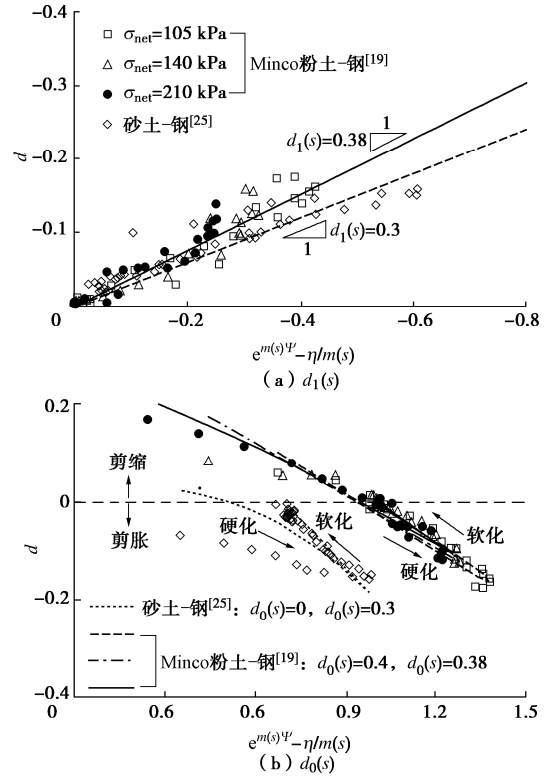 -0.4
σnet=105 kPa
σnet=140 kPa
Minco粉土-钢[19]
σnet=210 kPa
砂土-钢[25]
-0.3
-0.2
-0.1
d
d1(s)=0.38
1
d1(s)=0.3
1
0
-0.2
-0.4
-0.6
-0.8
e^m(s)Ψ-η/m(s)
(a) d1(s)
0.2
剪缩
0
剪胀
硬化
软化
软化
硬化
d
-0.2
砂土-钢[25]: d0(s)=0, d0(s)=0.3
Minco粉土-钢[19]: d0(s)=0.4, d0(s)=0.38
-0.4
0
0.6
0.6
0.9
1.2
1.5
e^m(s)Ψ-η/m(s)
(b) d0(s)